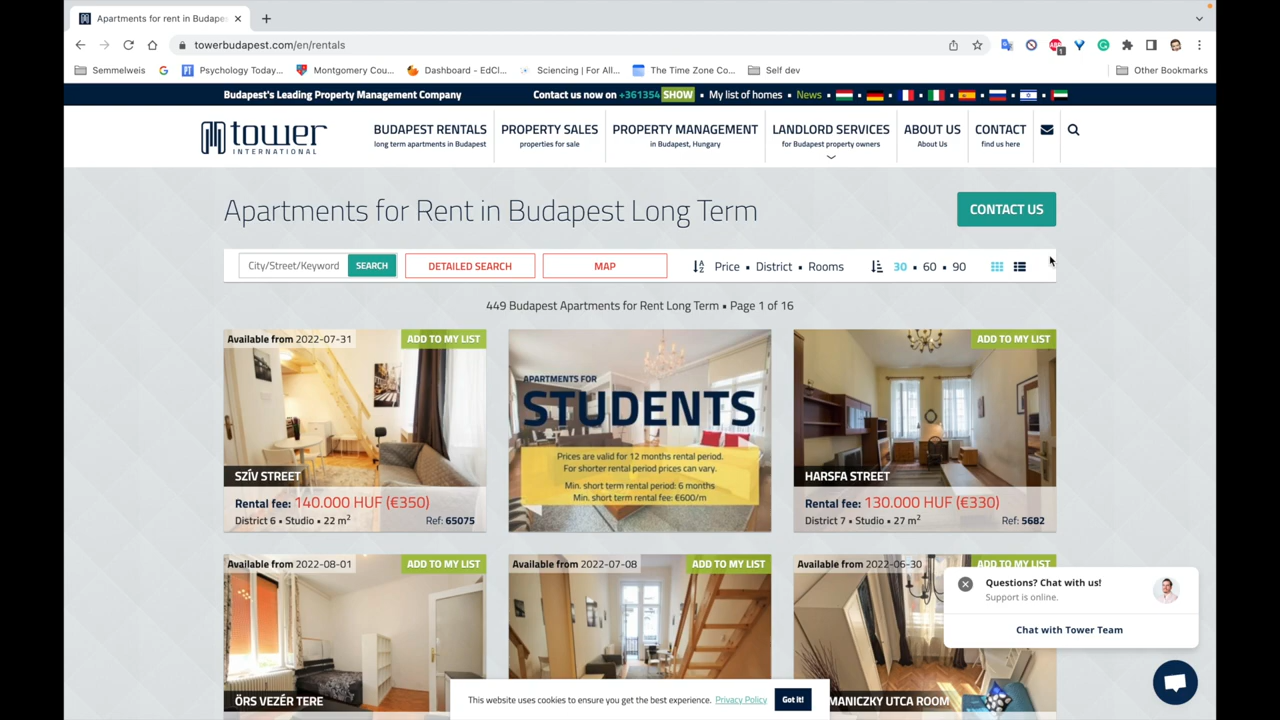 Apartments for rent in Budapes
towerbudapest.com/en/rentals
Semmelweis
Psychology Today...
Montgomery Cou...
Dashboard - EdCl...
Sciencing | For All...
The Time Zone Co...
Self dev
Other Bookmarks
Budapest's Leading Property Management Company
Contact us now on +361354 SHOW ▪ My list of homes ▪ News
tower
INTERNATIONAL
BUDAPEST RENTALS
long term apartments in Budapest
PROPERTY SALES
properties for sale
PROPERTY MANAGEMENT
in Budapest, Hungary
LANDLORD SERVICES
for Budapest property owners
ABOUT US
About Us
CONTACT
find us here
Apartments for Rent in Budapest Long Term
CONTACT US
City/Street/Keyword
SEARCH
DETAILED SEARCH
MAP
Price ▪ District ▪ Rooms
30 ▪ 60 ▪ 90
449 Budapest Apartments for Rent Long Term ▪ Page 1 of 16
Available from 2022-07-31
ADD TO MY LIST
SZÍV STREET
Rental fee: 140.000 HUF (€350)
District 6 ▪ Studio ▪ 22 m²
Ref: 65075
APARTMENTS FOR
STUDENTS
Prices are valid for 12 months rental period.
For shorter rental period prices can vary.
Min. short term rental period: 6 months
Min. short term rental fee: €600/m
ADD TO MY LIST
HARSFA STREET
Rental fee: 130.000 HUF (€330)
District 7 ▪ Studio ▪ 27 m²
Ref: 5682
Available from 2022-08-01
ADD TO MY LIST
ÖRS VEZÉR TERE
Available from 2022-07-08
ADD TO MY LIST
Available from 2022-06-30
ADD TO MY LIST
MANICZKY UTCA ROOM
Questions? Chat with us!
Support is online.
Chat with Tower Team
This website uses cookies to ensure you get the best experience. Privacy Policy
Got it!